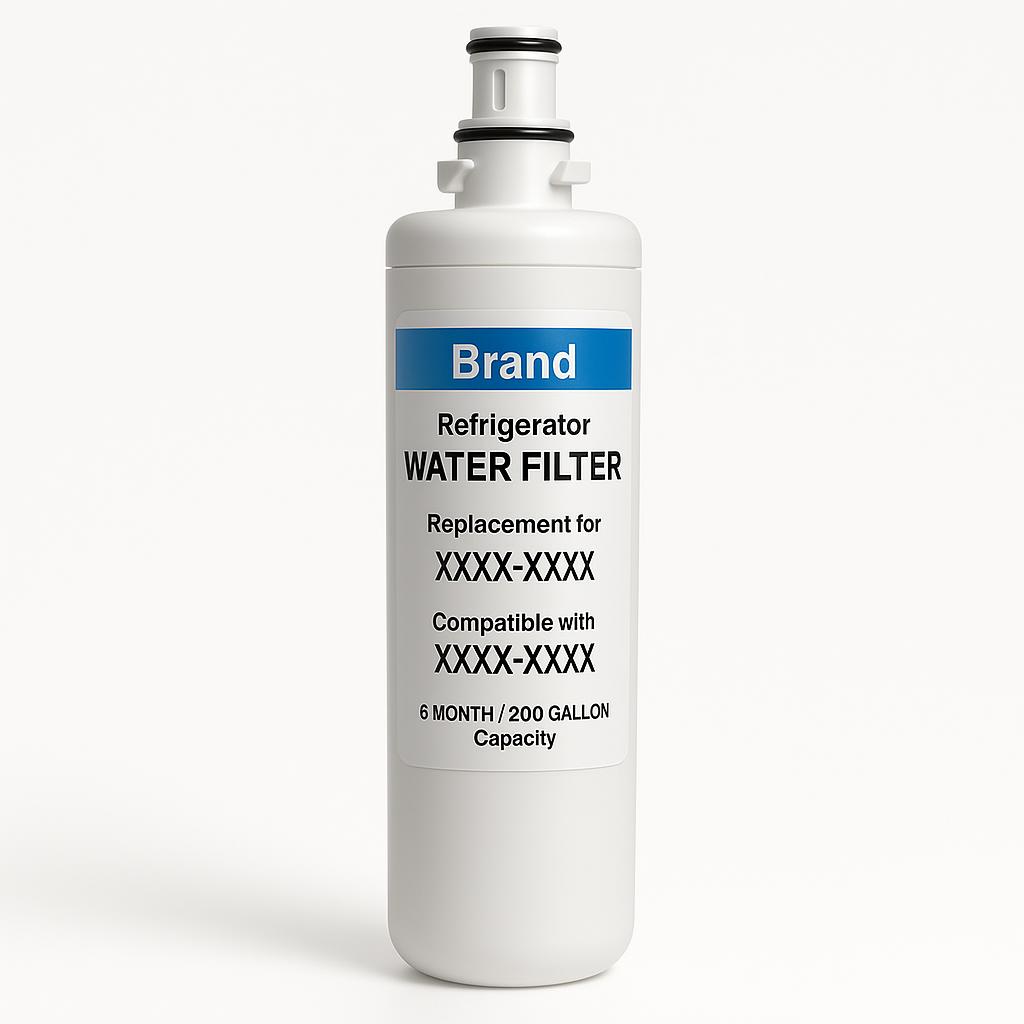 Brand
Refrigerator
WATER FILTER
Replacement for
XXXX-XXXX
Compatible with
XXXX-XXXX
6 MONTH / 200 GALLON
Capacity